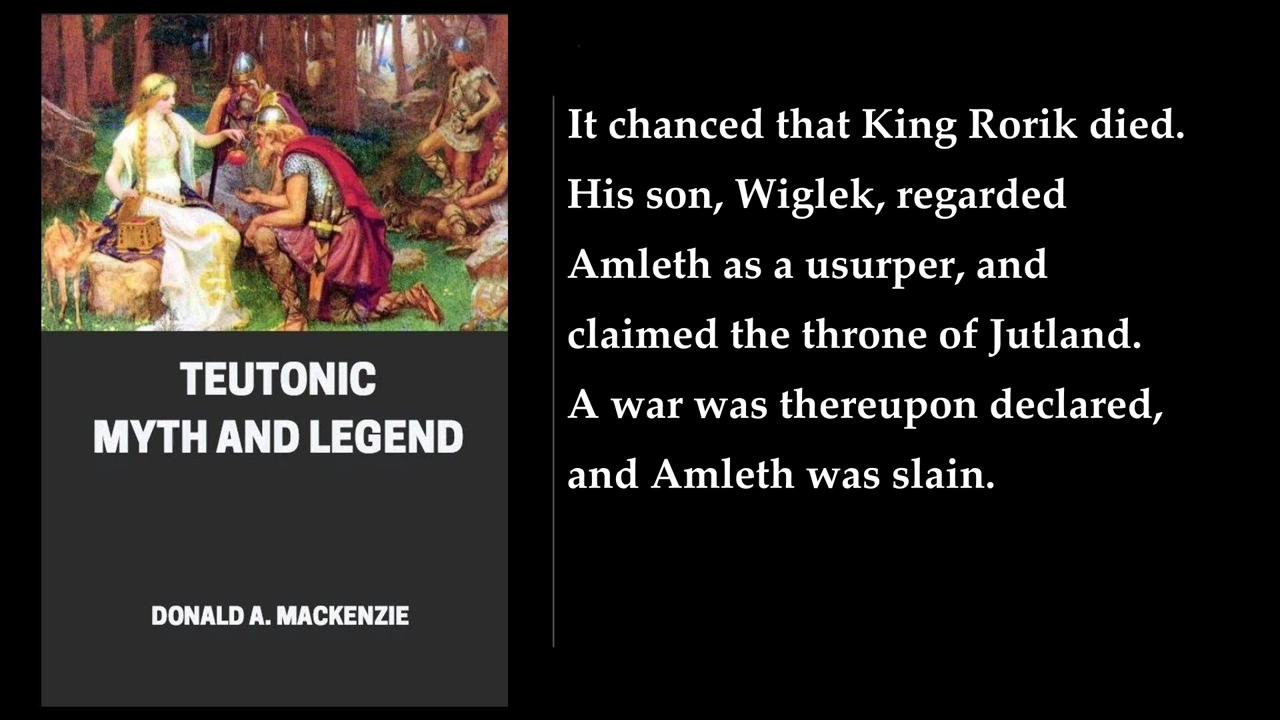 TEUTONIC
MYTH AND LEGEND
DONALD A. MACKENZIE
It chanced that King Rorik died.
His son, Wiglek, regarded
Amleth as a usurper, and
claimed the throne of Jutland.
A war was thereupon declared,
and Amleth was slain.